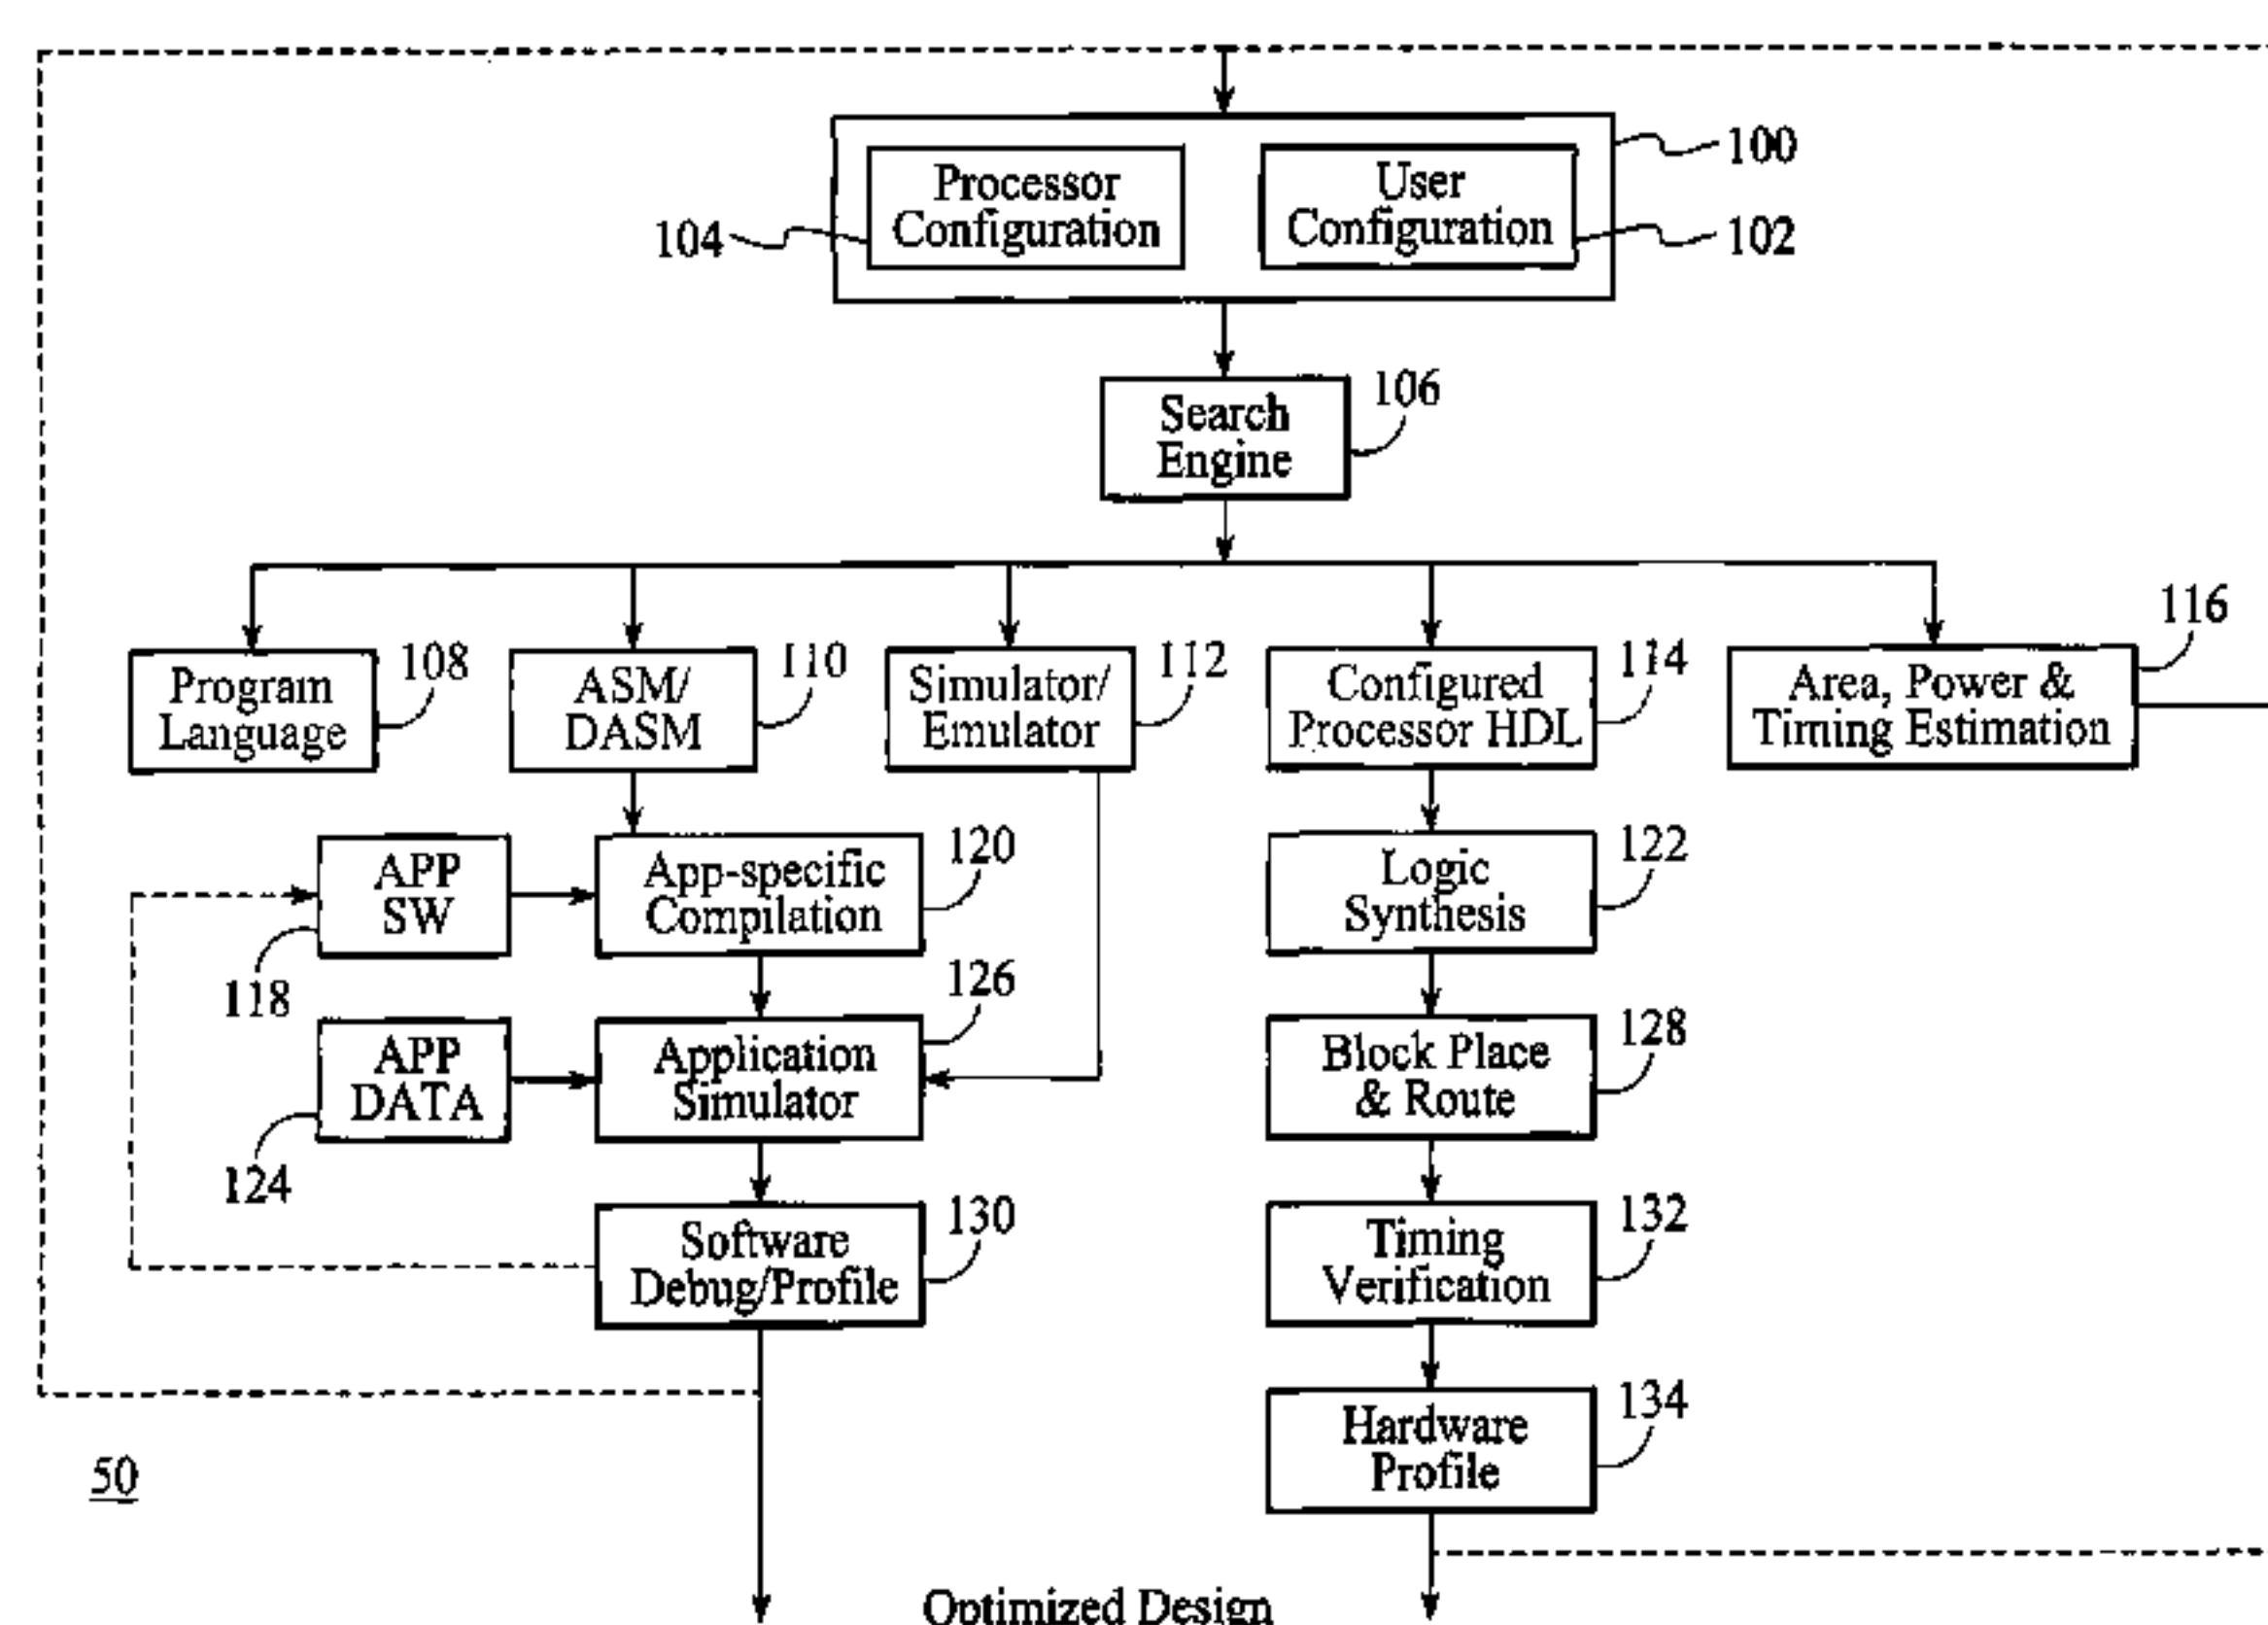 Processor
Configuration
User
Configuration
100
104
102
Search
Engine
106
Program
Language
108
ASM/
DASM
110
Simulator/
Emulator
112
Configured
Processor HDL
114
Area, Power &
Timing Estimation
116
APP
SW
118
App-specific
Compilation
120
Logic
Synthesis
122
APP
DATA
124
Application
Simulator
126
Block Place
& Route
128
Software
Debug/Profile
130
Timing
Verification
132
Hardware
Profile
134
50
Optimized Design